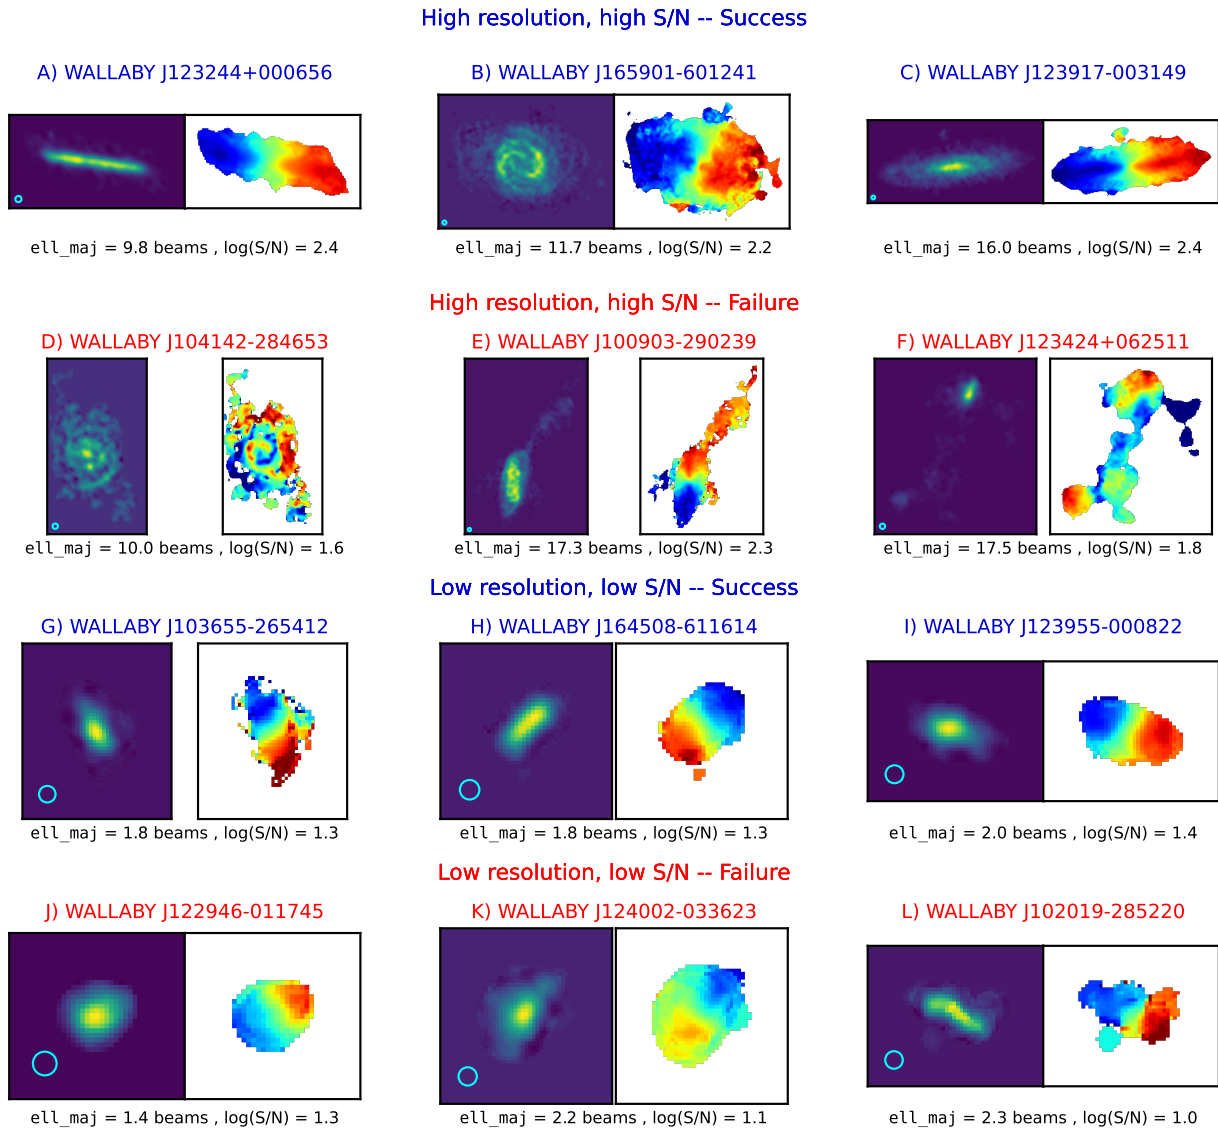 High resolution, high S/N -- Success
A) WALLABY J123244+000656
B) WALLABY J165901-601241
C) WALLABY J123917-003149
ell_maj = 9.8 beams , log(S/N) = 2.4
ell_maj = 11.7 beams , log(S/N) = 2.2
ell_maj = 16.0 beams , log(S/N) = 2.4
High resolution, high S/N -- Failure
D) WALLABY J104142-284653
E) WALLABY J100903-290239
F) WALLABY J123424+062511
ell_maj = 10.0 beams , log(S/N) = 1.6
ell_maj = 17.3 beams , log(S/N) = 2.3
ell_maj = 17.5 beams , log(S/N) = 1.8
Low resolution, low S/N -- Success
G) WALLABY J103655-265412
H) WALLABY J164508-611614
I) WALLABY J123955-000822
ell_maj = 1.8 beams , log(S/N) = 1.3
ell_maj = 1.8 beams , log(S/N) = 1.3
ell_maj = 2.0 beams , log(S/N) = 1.4
Low resolution, low S/N -- Failure
J) WALLABY J122946-011745
K) WALLABY J124002-033623
L) WALLABY J102019-285220
ell_maj = 1.4 beams , log(S/N) = 1.3
ell_maj = 2.2 beams , log(S/N) = 1.1
ell_maj = 2.3 beams , log(S/N) = 1.0